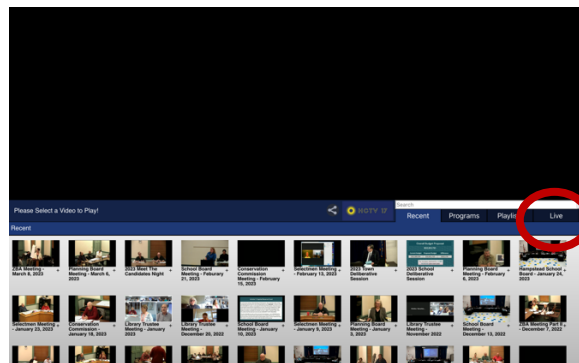 Please Select a Video to Play!
HCTV
Search
Recent
Programs
Playlis
Live
Recent
ZBA Meeting - March 8, 2023
Planning Board Meeting - March 6, 2023
2023 Meet The Candidates Night
School Board Meeting - February 21, 2023
Conservation Commission Meeting - February 15, 2023
Selectmen Meeting - February 13, 2023
2023 Town Deliberative Session
2023 School Deliberative Session
Planning Board Meeting - February 6, 2023
Hampstead School Board - January 24, 2023
Selectmen Meeting - January 23, 2023
Conservation Commission - January 18, 2023
Library Trustee Meeting - January 2023
Library Trustee Meeting - December 20, 2022
School Board Meeting - January 10, 2023
Selectmen Meeting - January 9, 2023
Planning Board Meeting - January 3, 2023
Library Trustee Meeting - November 2022
School Board Meeting - December 13, 2022
ZBA Meeting Part II - December 7, 2022